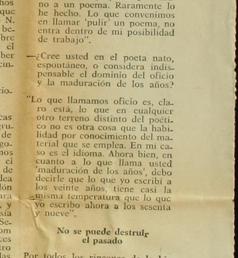 no a un poema. Raramente lo
he hecho. Lo que convenimos
en llamar 'pulir' un poema, no
entra dentro de mi posibilidad
de trabajo".
—¿Cree usted en el poeta nato,
espontáneo, o considera indis-
pensable el dominio del oficio
y la maduración de los años?
"Lo que llamamos oficio es, cla-
ro está, lo que en cualquier
otro terreno distinto del poéti-
co no es otra cosa que la habi-
lidad por conocimiento del ma-
terial que se emplea. En mi ca-
so es el idioma. Ahora bien, en
cuanto a lo que llama usted
'maduración de los años', debo
decirle que lo que yo escribí a
los veinte años, tiene casi la
misma temperatura que lo que
yo escribo ahora a los sesenta
y nueve".
No se puede destruir
el pasado
Por todos los rincones de